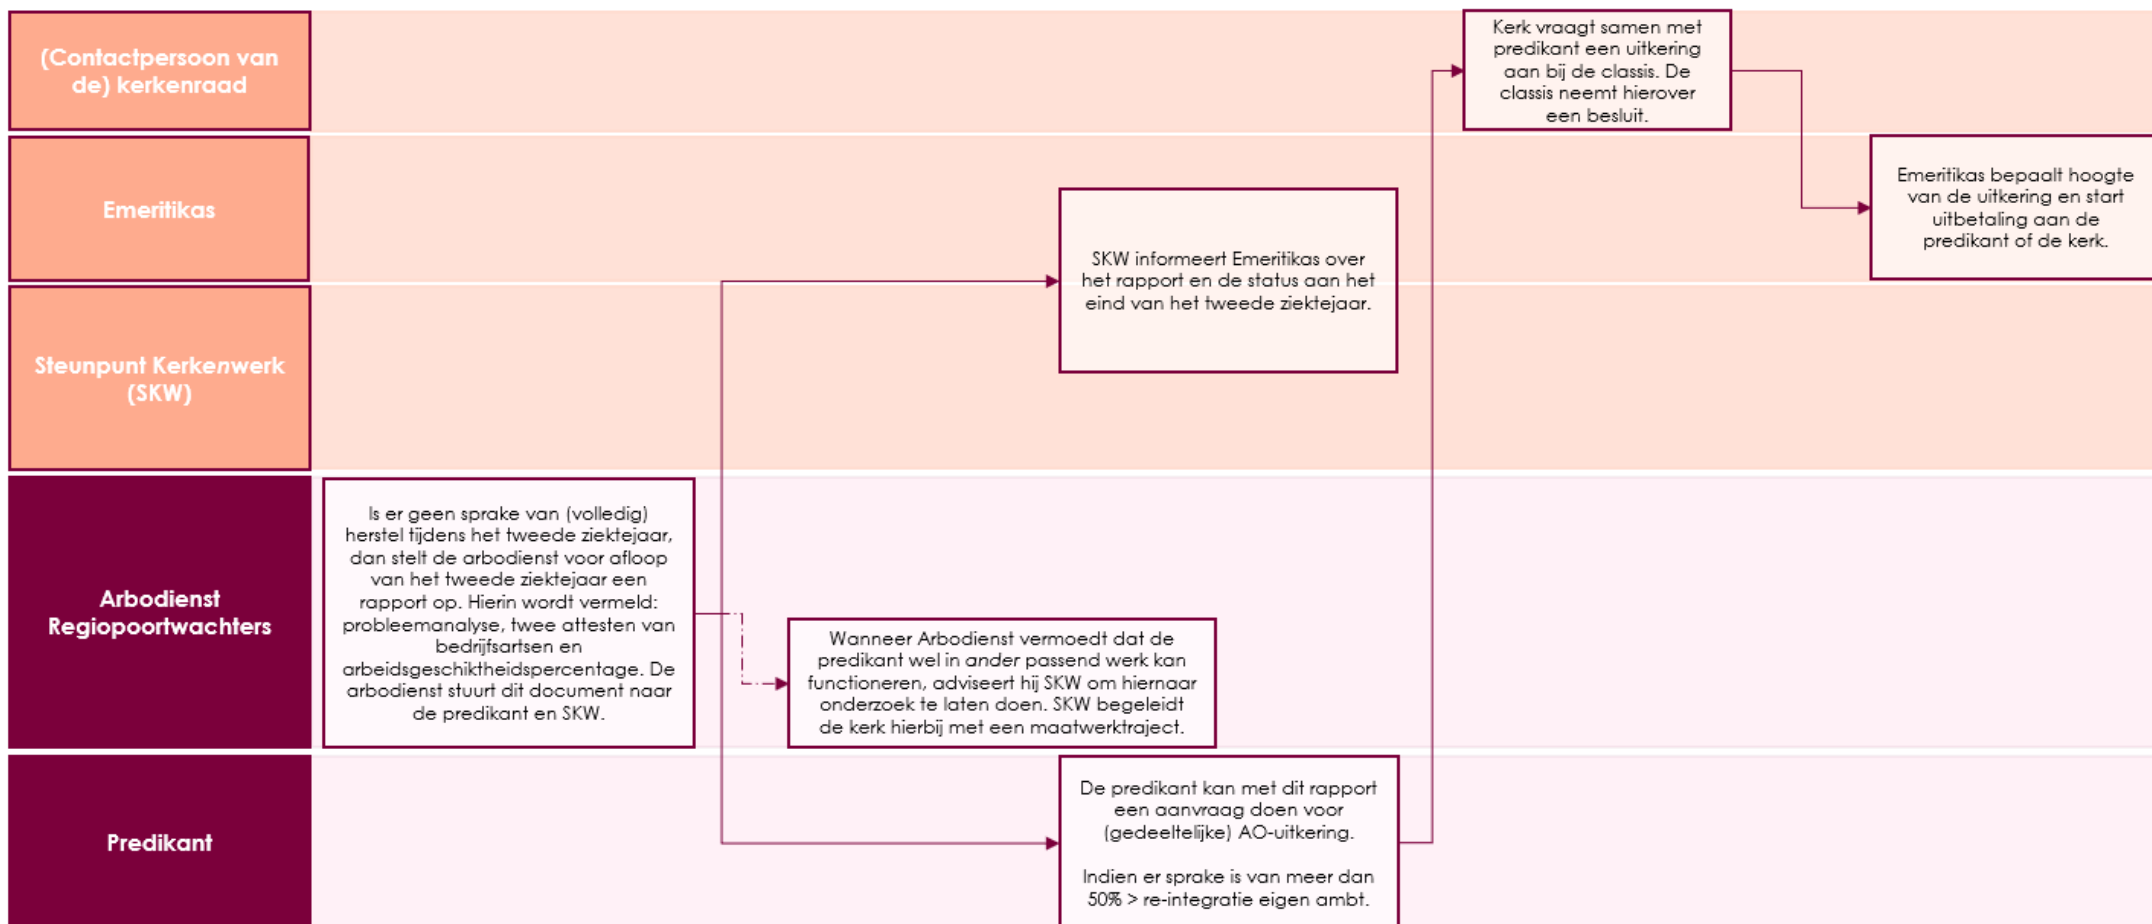 (Contactpersoon van
de) kerkenraad
Kerk vraagt samen met
predikant een uitkering
aan bij de classis. De
classis neemt hierover
een besluit.
Emeritikas
SKW informeert Emeritikas over
het rapport en de status aan het
eind van het tweede ziektejaar.
Emeritikas bepaalt hoogte
van de uitkering en start
uitbetaling aan de
predikant of de kerk.
Steunpunt Kerkenwerk
(SKW)
Arbodienst
Regiopoortwachters
Is er geen sprake van (volledig)
herstel tijdens het tweede ziektejaar,
dan stelt de arbodienst voor afloop
van het tweede ziektejaar een
rapport op. Hierin wordt vermeld:
probleemanalyse, twee attesten van
bedrijfsartsen en
arbeidsgeschiktheidspercentage. De
arbodienst stuurt dit document naar
de predikant en SKW.
Wanneer Arbodienst vermoedt dat de
predikant wel in ander passend werk kan
functioneren, adviseert hij SKW om hiernaar
onderzoek te laten doen. SKW begeleidt
de kerk hierbij met een maatwerktraject.
Predikant
De predikant kan met dit rapport
een aanvraag doen voor
(gedeeltelijke) AO-uitkering.
Indien er sprake is van meer dan
50% > re-integratie eigen ambt.